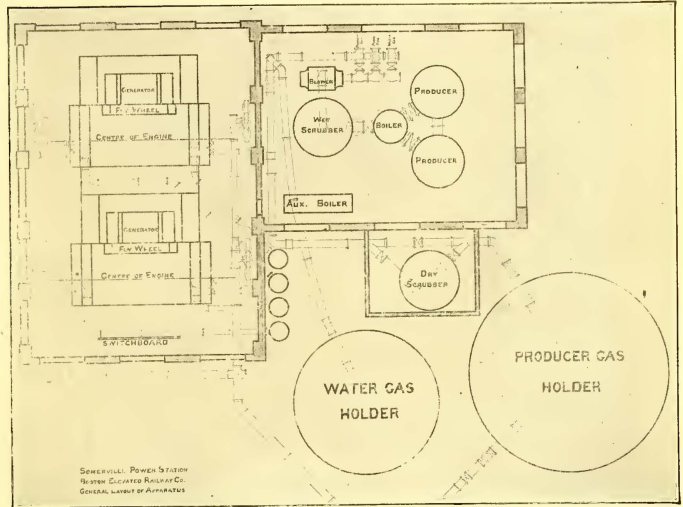 GENERATOR
FLY WHEEL
CENTRE OF ENGINE
GENERATOR
FLY WHEEL
CENTRE OF ENGINE
SWITCHBOARD
BLOWER
WET
SCRUBBER
BOILER
PRODUCER
PRODUCER
AUX. BOILER
DRY
SCRUBBER
WATER GAS
HOLDER
PRODUCER GAS
HOLDER
SOMERVILLE POWER STATION
BOSTON ELEVATED RAILWAY CO.
GENERAL LAYOUT OF APPARATUS